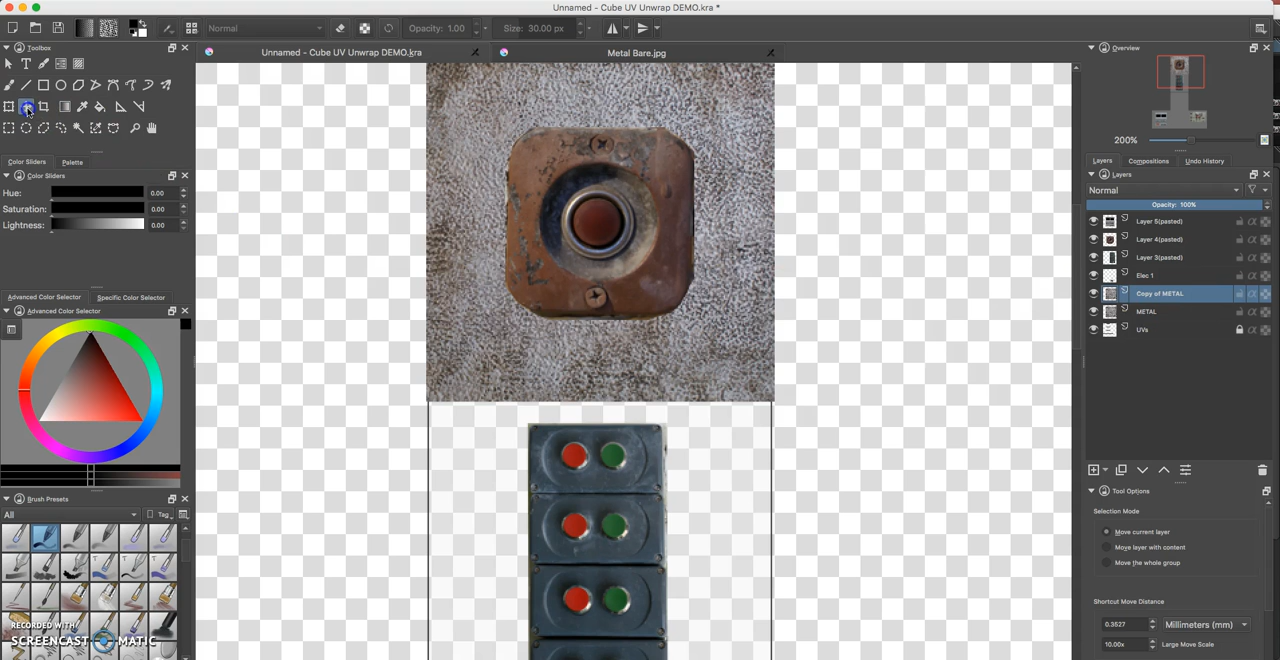 Unnamed - Cube UV Unwrap DEMO.kra *
Normal
Opacity: 1.00
Size: 30.00 px
Toolbox
Unnamed - Cube UV Unwrap DEMO.kra
Metal Bare.jpg
Overview
T
200%
Color Sliders
Palette
Color Sliders
Hue:
0.00
Saturation:
0.00
Lightness:
0.00
Layers
Compositions
Undo History
Layers
Normal
Opacity: 100%
Layer 5(pasted)
Layer 4(pasted)
Layer 3(pasted)
Elec 1
Copy of METAL
METAL
UVs
Advanced Color Selector
Specific Color Selector
Advanced Color Selector
Brush Presets
All
Tag
RECORDED WITH
SCREENCAST MATIC
Tool Options
Selection Mode
Move current layer
Move layer with content
Move the whole group
Shortcut Move Distance
0.3527
Millimeters (mm)
10.00x
Large Move Scale